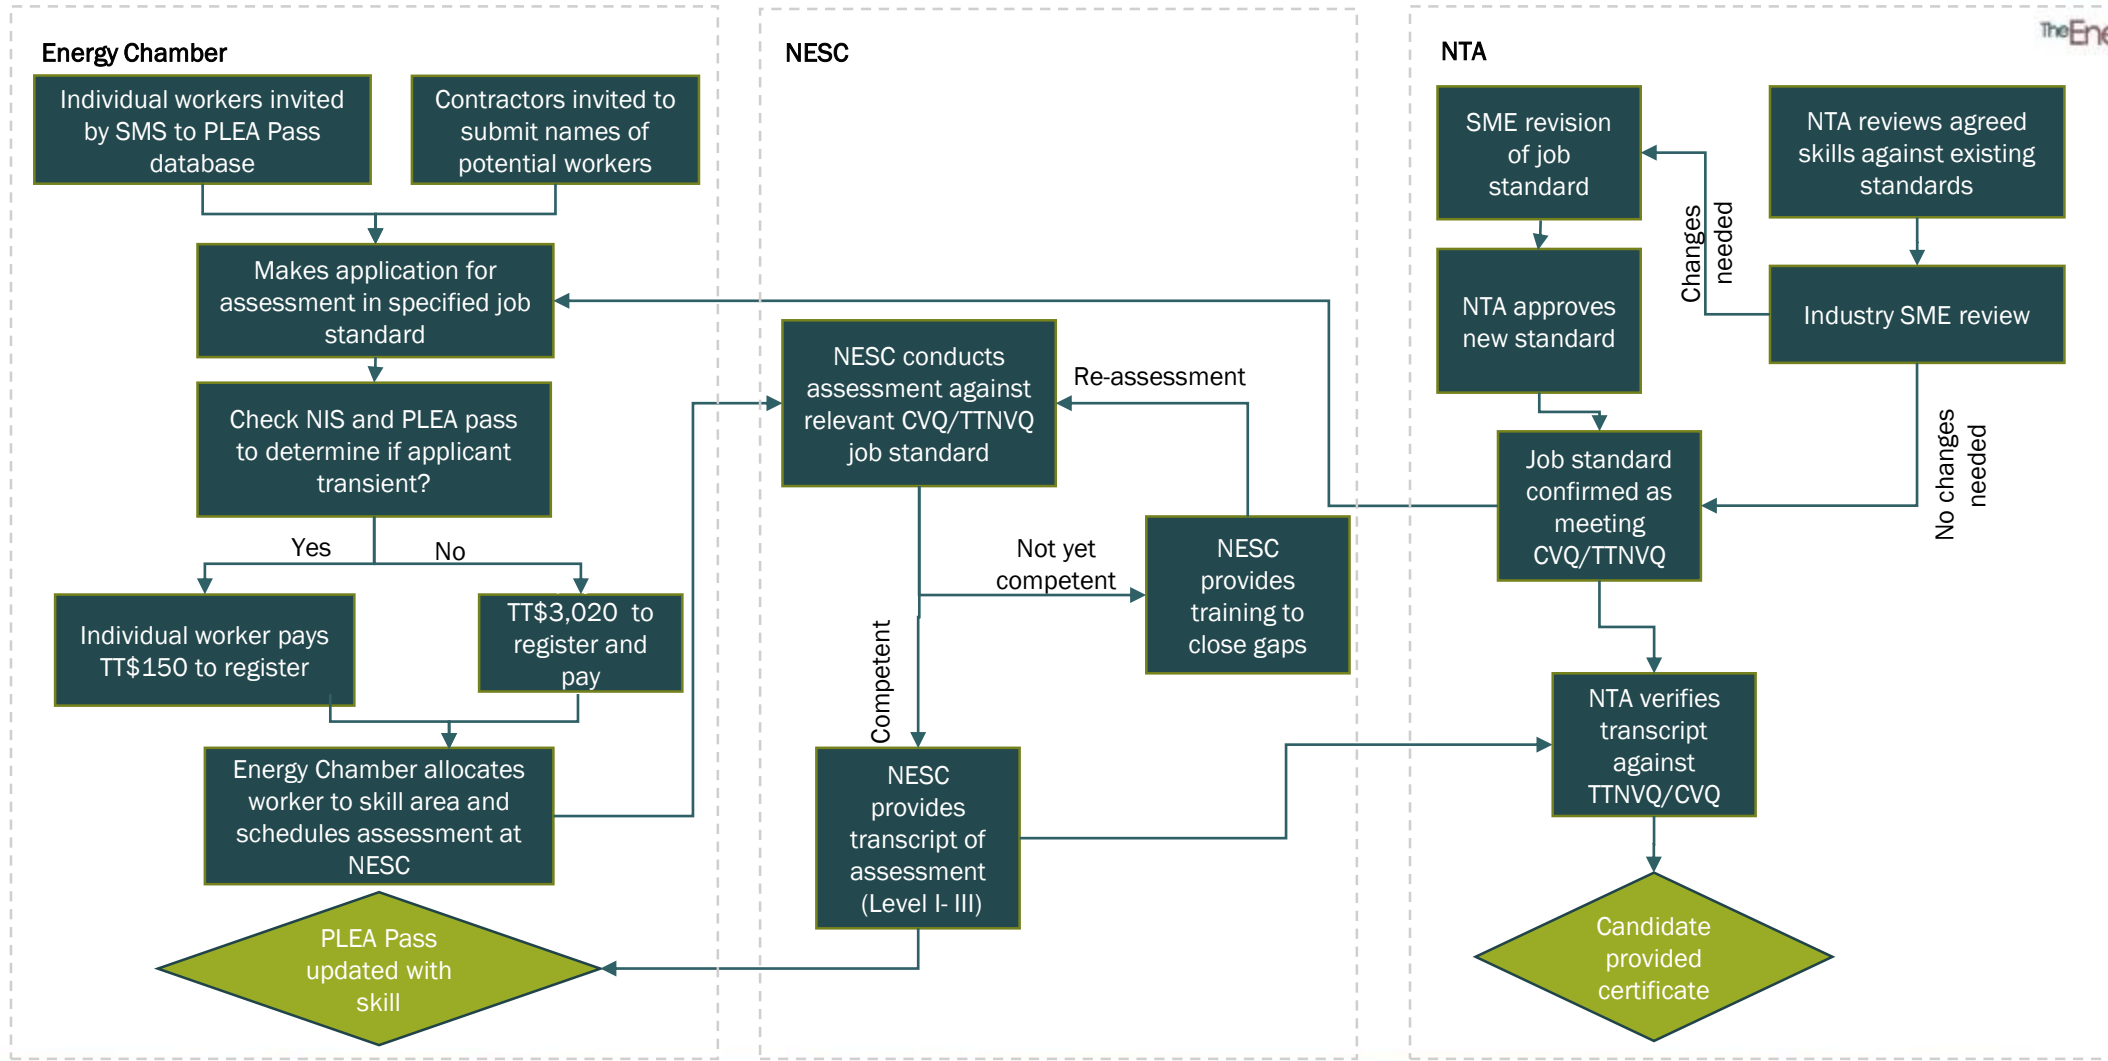 Energy Chamber
Individual workers invited
by SMS to PLEA Pass
database
Contractors invited to
submit names of
potential workers
Makes application for
assessment in specified job
standard
Check NIS and PLEA pass
to determine if applicant
transient?
Yes
No
Individual worker pays
TT$150 to register
TT$3,020 to
register and
pay
Energy Chamber allocates
worker to skill area and
schedules assessment at
NESC
PLEA Pass
updated with
skill
NESC
NESC conducts
assessment against
relevant CVQ/TTNVQ
job standard
Re-assessment
Not yet
competent
NESC
provides
training to
close gaps
Competent
NESC
provides
transcript of
assessment
(Level I- III)
NTA
TheEne
SME revision
of job
standard
NTA reviews agreed
skills against existing
standards
Changes
needed
NTA approves
new standard
Industry SME review
No changes
needed
Job standard
confirmed as
meeting
CVQ/TTNVQ
NTA verifies
transcript
against
TTNVQ/CVQ
Candidate
provided
certificate